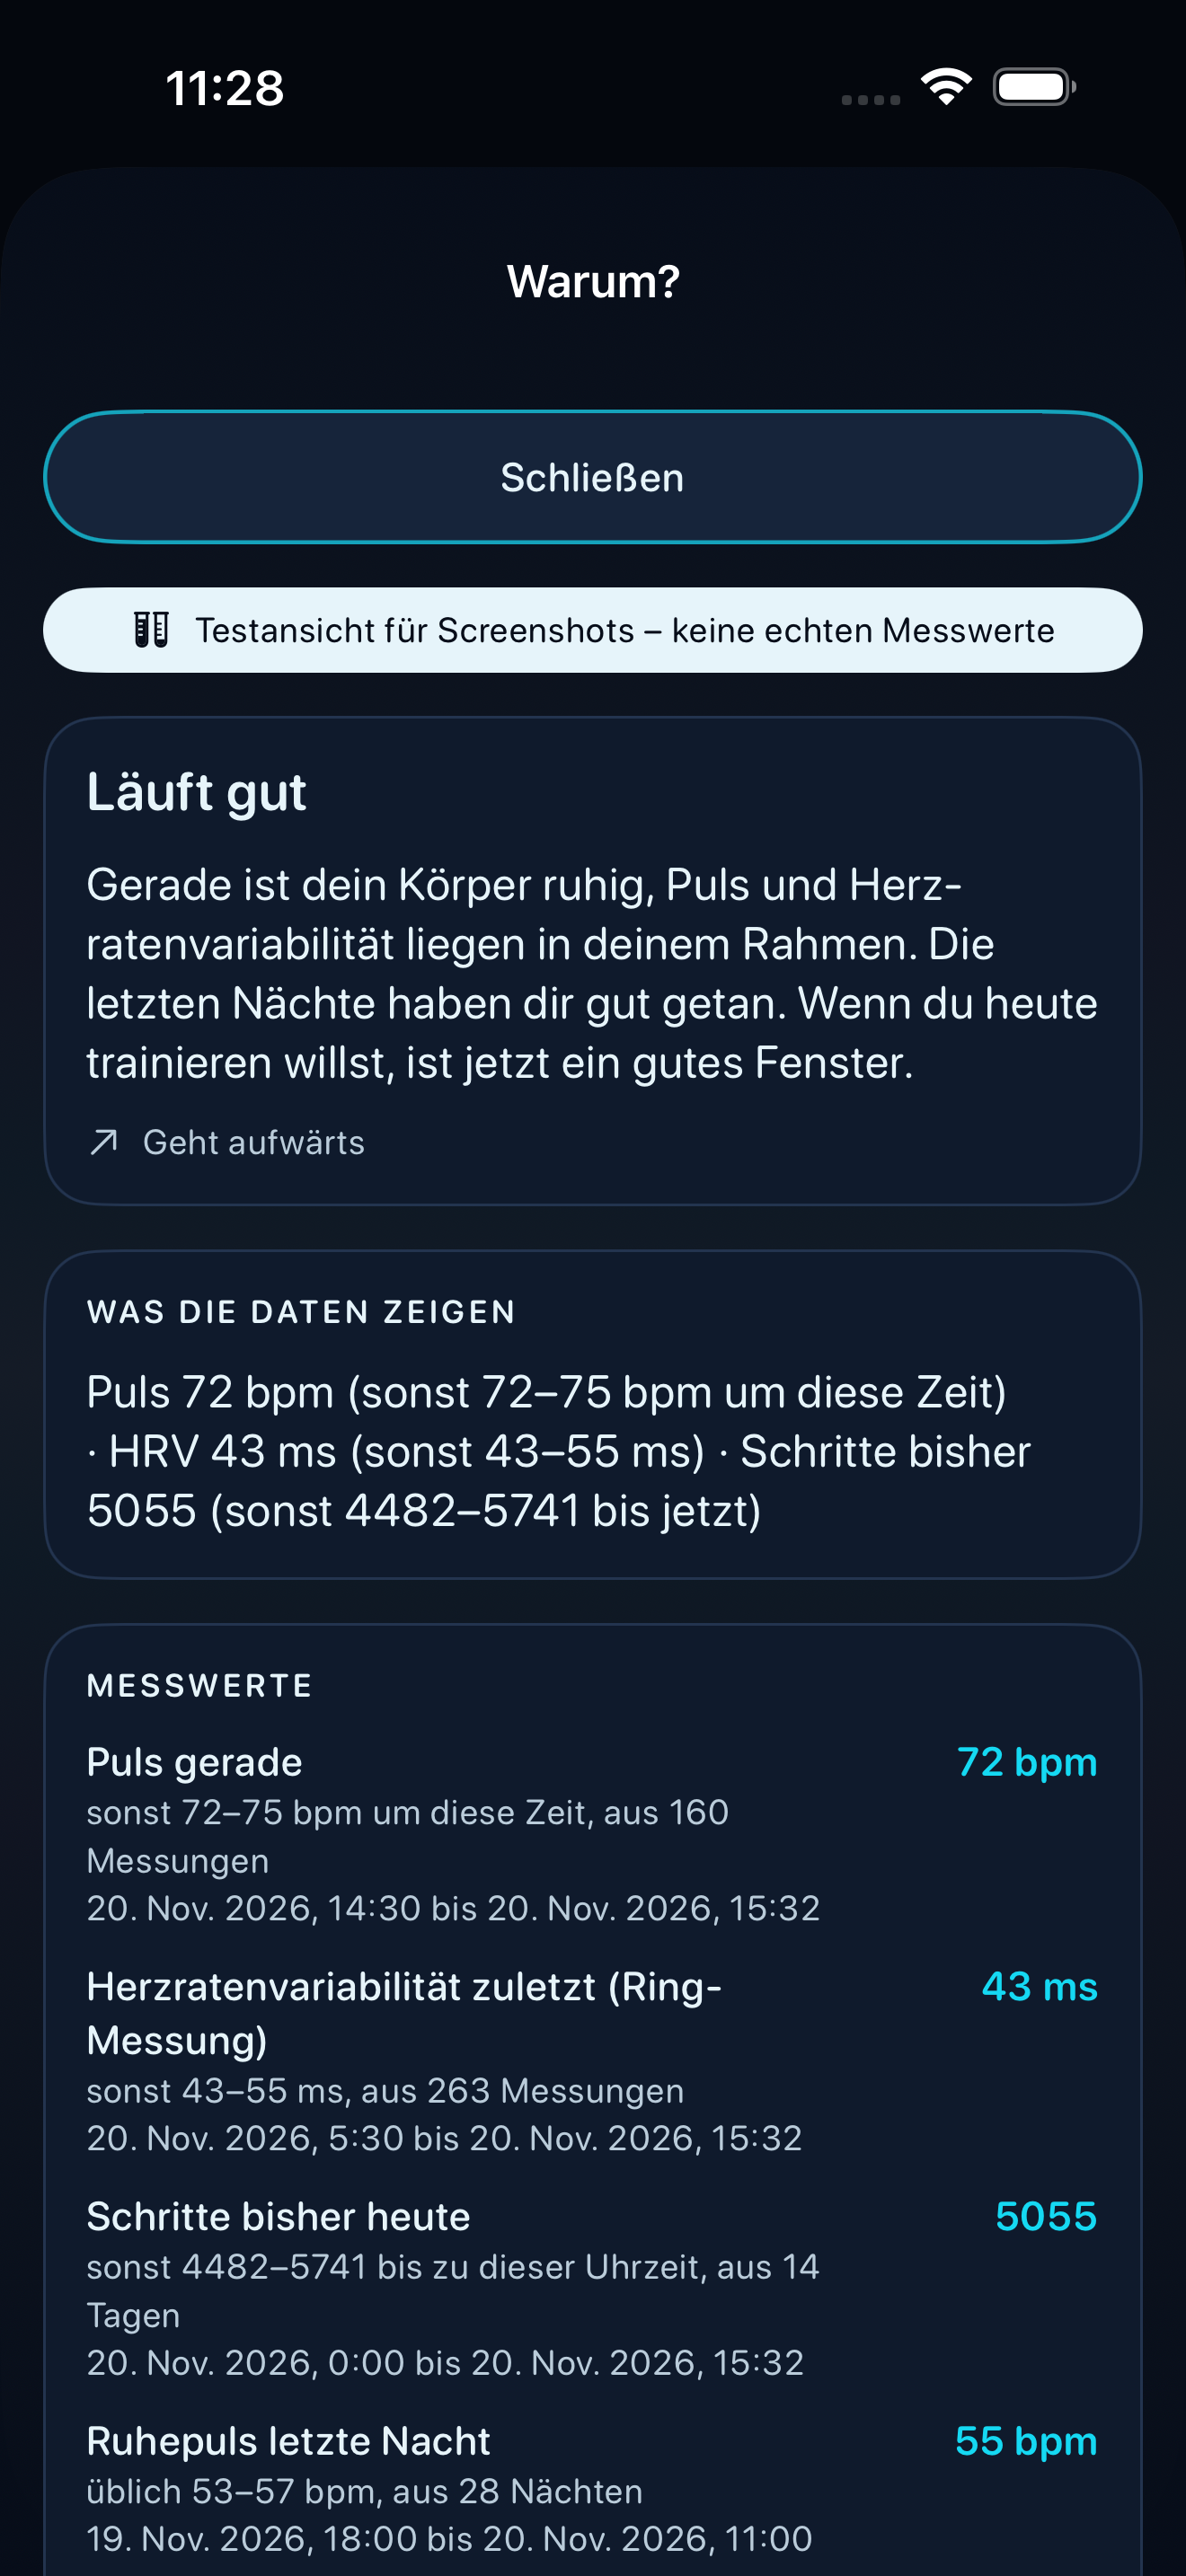 11:28
Warum?
Schließen
Testansicht für Screenshots – keine echten Messwerte
Läuft gut
Gerade ist dein Körper ruhig, Puls und Herz-
ratenvariabilität liegen in deinem Rahmen. Die
letzten Nächte haben dir gut getan. Wenn du heute
trainieren willst, ist jetzt ein gutes Fenster.
Geht aufwärts
WAS DIE DATEN ZEIGEN
Puls 72 bpm (sonst 72–75 bpm um diese Zeit)
· HRV 43 ms (sonst 43–55 ms) · Schritte bisher
5055 (sonst 4482–5741 bis jetzt)
MESSWERTE
Puls gerade 72 bpm
sonst 72–75 bpm um diese Zeit, aus 160
Messungen
20. Nov. 2026, 14:30 bis 20. Nov. 2026, 15:32
Herzratenvariabilität zuletzt (Ring- 43 ms
Messung)
sonst 43–55 ms, aus 263 Messungen
20. Nov. 2026, 5:30 bis 20. Nov. 2026, 15:32
Schritte bisher heute 5055
sonst 4482–5741 bis zu dieser Uhrzeit, aus 14
Tagen
20. Nov. 2026, 0:00 bis 20. Nov. 2026, 15:32
Ruhepuls letzte Nacht 55 bpm
üblich 53–57 bpm, aus 28 Nächten
19. Nov. 2026, 18:00 bis 20. Nov. 2026, 11:00